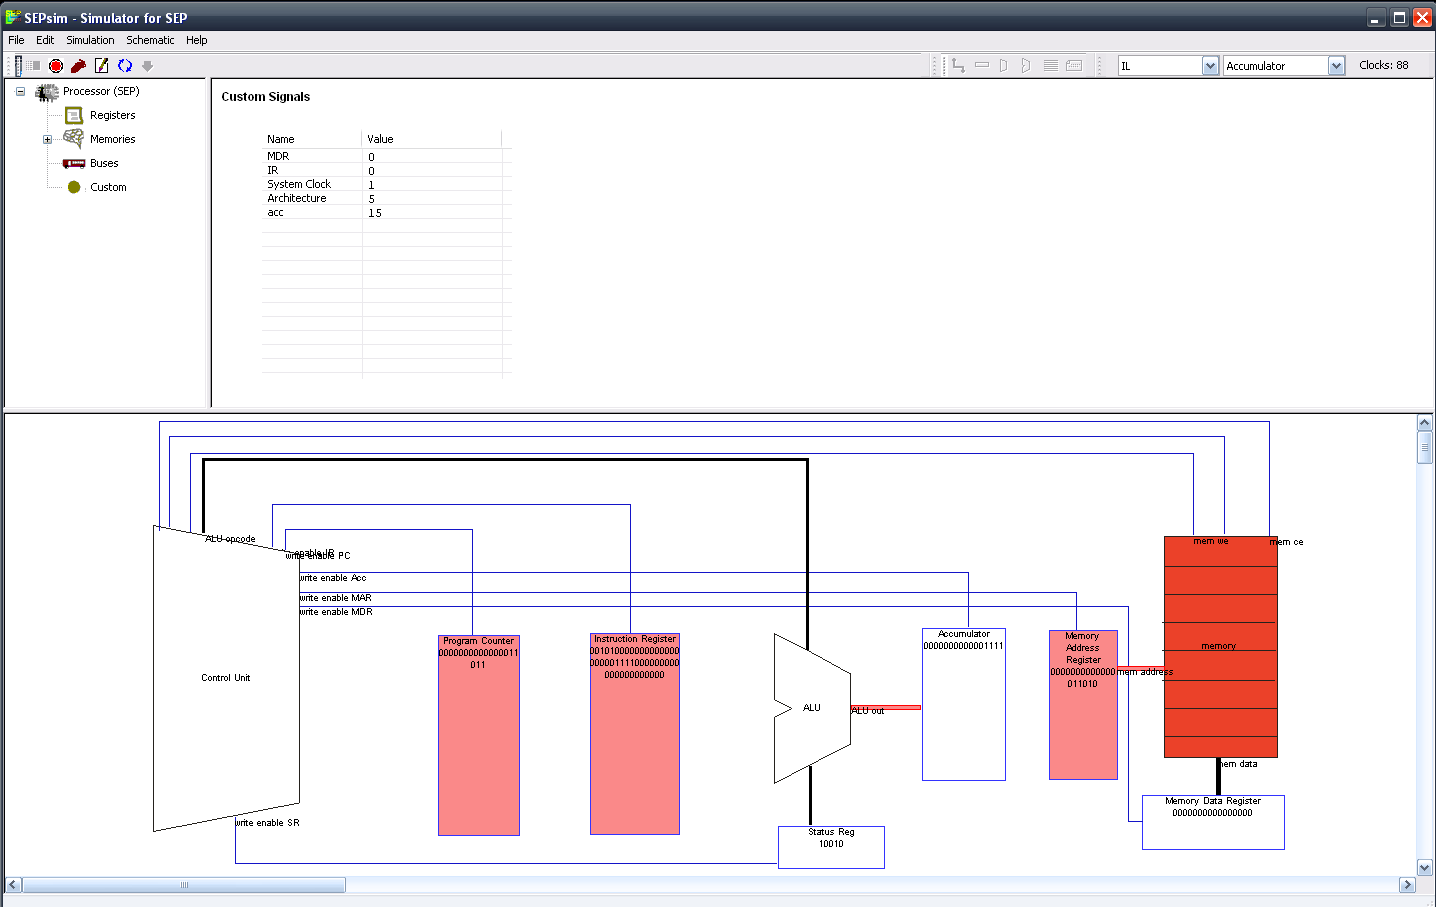 SEPsim - Simulator for SEP
File Edit Simulation Schematic Help
IL Accumulator Clocks: 88
Processor (SEP)
Registers
Memories
Buses
Custom
Custom Signals
Name Value
MDR 0
IR 0
System Clock 1
Architecture 5
acc 15
ALU opcode
enable IR
write enable PC
write enable Acc
write enable MAR
write enable MDR
Control Unit
write enable SR
Program Counter
0000000000000011
011
Instruction Register
001010000000000000
000001111000000000
000000000000
ALU
ALU out
Status Reg
10010
Accumulator
0000000000001111
Memory
Address
Register
0000000000000
011010
mem address
mem we
mem ce
memory
mem data
Memory Data Register
0000000000000000